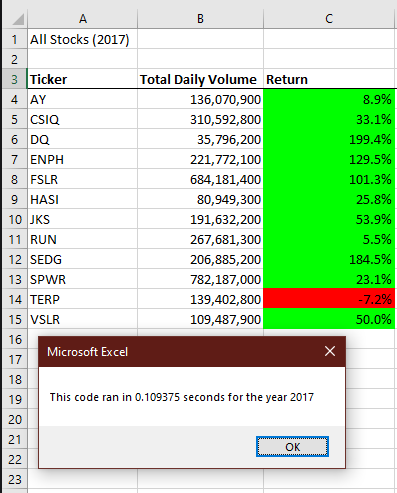 A B C
1 All Stocks (2017)
2
3 Ticker Total Daily Volume Return
4 AY 136,070,900 8.9%
5 CSIQ 310,592,800 33.1%
6 DQ 35,796,200 199.4%
7 ENPH 221,772,100 129.5%
8 FSLR 684,181,400 101.3%
9 HASI 80,949,300 25.8%
10 JKS 191,632,200 53.9%
11 RUN 267,681,300 5.5%
12 SEDG 206,885,200 184.5%
13 SPWR 782,187,000 23.1%
14 TERP 139,402,800 -7.2%
15 VSLR 109,487,900 50.0%
16
17 Microsoft Excel
18
19 This code ran in 0.109375 seconds for the year 2017
20
21 OK
22
23